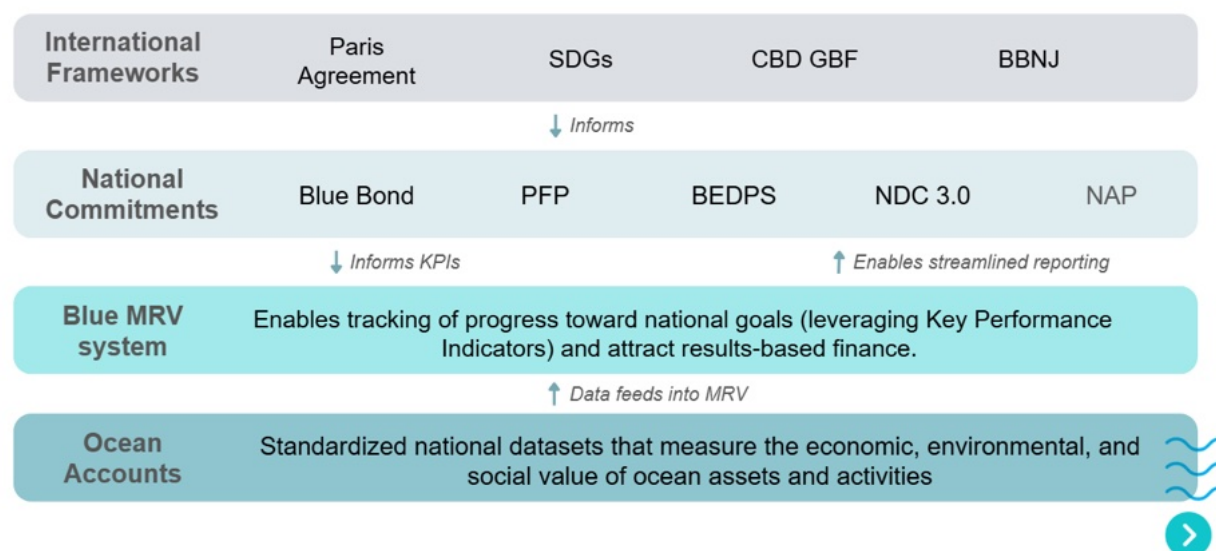 International
Frameworks
Paris
Agreement
SDGs
CBD GBF
BBNJ
Informs
National
Commitments
Blue Bond
PFP
BEDPS
NDC 3.0
NAP
Informs KPIs
Enables streamlined reporting
Blue MRV
system
Enables tracking of progress toward national goals (leveraging Key Performance
Indicators) and attract results-based finance.
Data feeds into MRV
Ocean
Accounts
Standardized national datasets that measure the economic, environmental, and
social value of ocean assets and activities